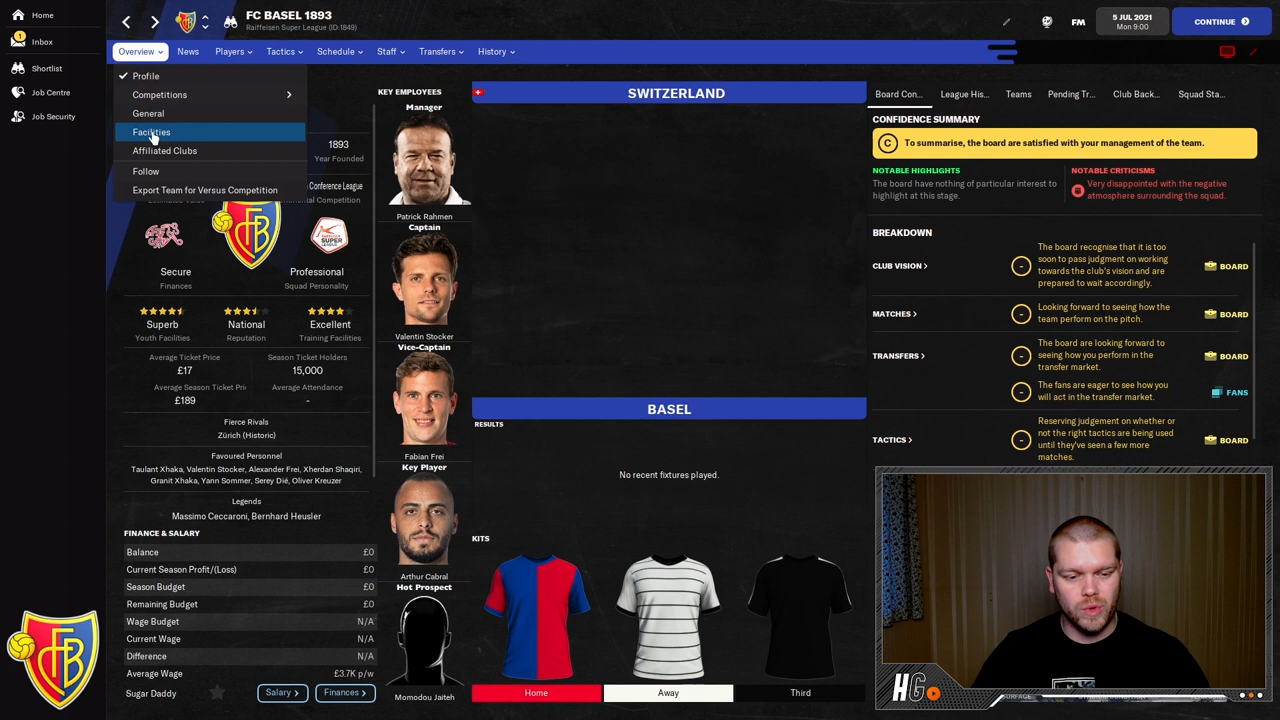 Home
1
Inbox
Shortlist
Job Centre
Job Security
FC BASEL 1893
Raiffeisen Super League (ID:1849)
FM
5 JUL 2021
Mon 9:00
CONTINUE
Overview
News
Players
Tactics
Schedule
Staff
Transfers
History
Profile
Competitions
General
Facilities
Affiliated Clubs
Follow
Export Team for Versus Competition
1893
Year Founded
Conference League
Competition
Estimated Value
Secure
Finances
Professional
Squad Personality
Superb
Youth Facilities
National
Reputation
Excellent
Training Facilities
Average Ticket Price
£17
Season Ticket Holders
15,000
Average Season Ticket Pric
£189
Average Attendance
-
Fierce Rivals
Zürich (Historic)
Favoured Personnel
Taulant Xhaka, Valentin Stocker, Alexander Frei, Xherdan Shaqiri,
Granit Xhaka, Yann Sommer, Serey Dié, Oliver Kreuzer
Legends
Massimo Ceccaroni, Bernhard Heusler
FINANCE & SALARY
Balance £0
Current Season Profit/(Loss) £0
Season Budget £0
Remaining Budget £0
Wage Budget N/A
Current Wage N/A
Difference N/A
Average Wage £3.7K p/w
Sugar Daddy
Salary
Finances
KEY EMPLOYEES
Manager
Patrick Rahmen
Captain
Valentin Stocker
Vice-Captain
Fabian Frei
Key Player
Arthur Cabral
Hot Prospect
Momodou Jaiteh
SWITZERLAND
BASEL
RESULTS
No recent fixtures played.
KITS
Home
Away
Third
Board Con...
League His...
Teams
Pending Tr...
Club Back...
Squad Sta...
CONFIDENCE SUMMARY
C
To summarise, the board are satisfied with your management of the team.
NOTABLE HIGHLIGHTS
The board have nothing of particular interest to
highlight at this stage.
NOTABLE CRITICISMS
Very disappointed with the negative
atmosphere surrounding the squad.
BREAKDOWN
CLUB VISION
-
The board recognise that it is too
soon to pass judgment on working
towards the club's vision and are
prepared to wait accordingly.
BOARD
MATCHES
-
Looking forward to seeing how the
team perform on the pitch.
BOARD
TRANSFERS
-
The board are looking forward to
seeing how you perform in the
transfer market.
BOARD
-
The fans are eager to see how you
will act in the transfer market.
FANS
TACTICS
-
Reserving judgement on whether or
not the right tactics are being used
until they've seen a few more
matches.
BOARD
FCB
FCB
HG